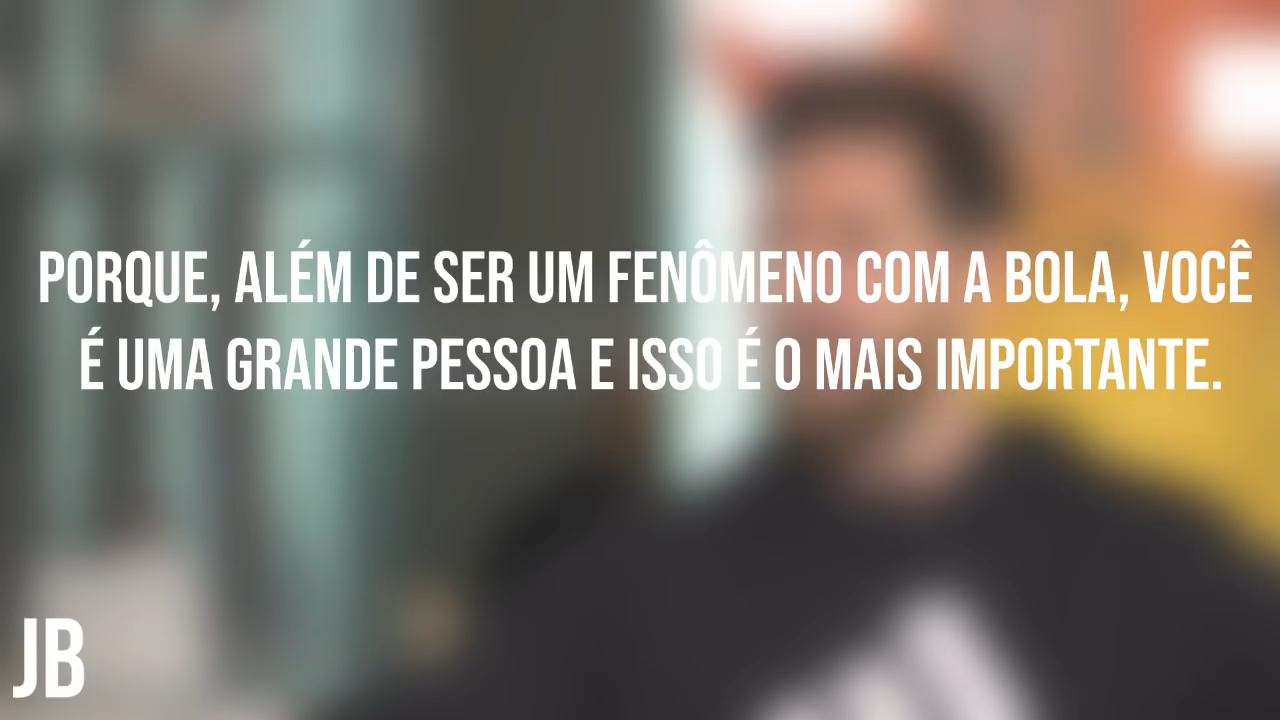 PORQUE, ALÉM DE SER UM FENÔMENO COM A BOLA, VOCÊ
É UMA GRANDE PESSOA E ISSO É O MAIS IMPORTANTE.
JB